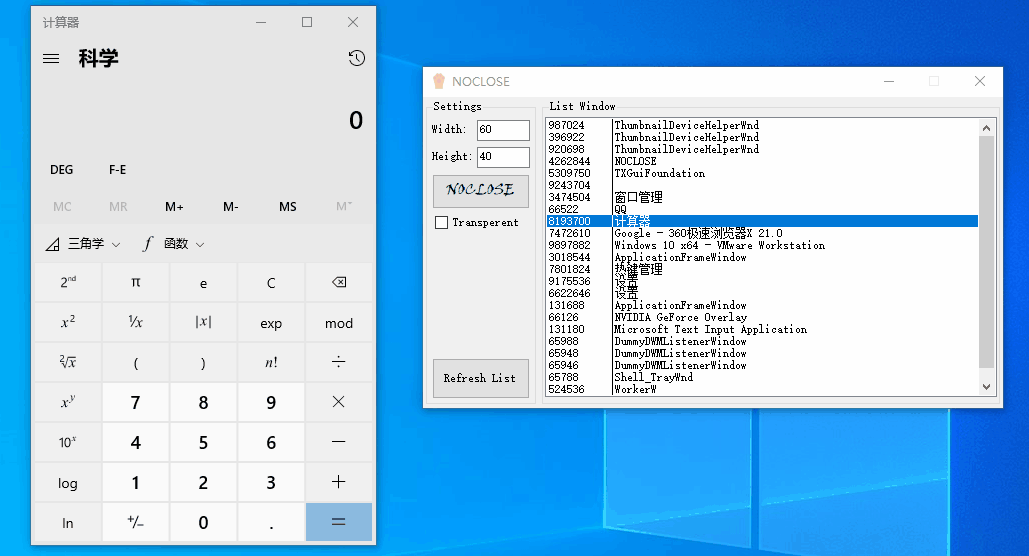 计算器
科学
0
DEG F-E
MC MR M+ M- MS M˅
三角学 f 函数
2ⁿᵈ π e C
x² ¹/x |x| exp mod
²√x ( ) n! ÷
xʸ 7 8 9 ×
10ˣ 4 5 6 −
log 1 2 3 +
ln +/− 0 . =
NOCLOSE
Settings
Width: 60
Height: 40
NOCLOSE
Transperent
Refresh List
List Window
987024 ThumbnailDeviceHelperWnd
396922 ThumbnailDeviceHelperWnd
920698 ThumbnailDeviceHelperWnd
4262844 NOCLOSE
5309750 TXGuiFoundation
9243704
3474504 窗口管理
66522 QQ
8193700 计算器
7472610 Google - 360极速浏览器X 21.0
9897882 Windows 10 x64 - VMware Workstation
3018544 ApplicationFrameWindow
7801824 热键管理
9175536 设置
6622646 设置
131688 ApplicationFrameWindow
66126 NVIDIA GeForce Overlay
131180 Microsoft Text Input Application
65988 DummyDWMListenerWindow
65948 DummyDWMListenerWindow
65946 DummyDWMListenerWindow
65788 Shell_TrayWnd
524536 WorkerW